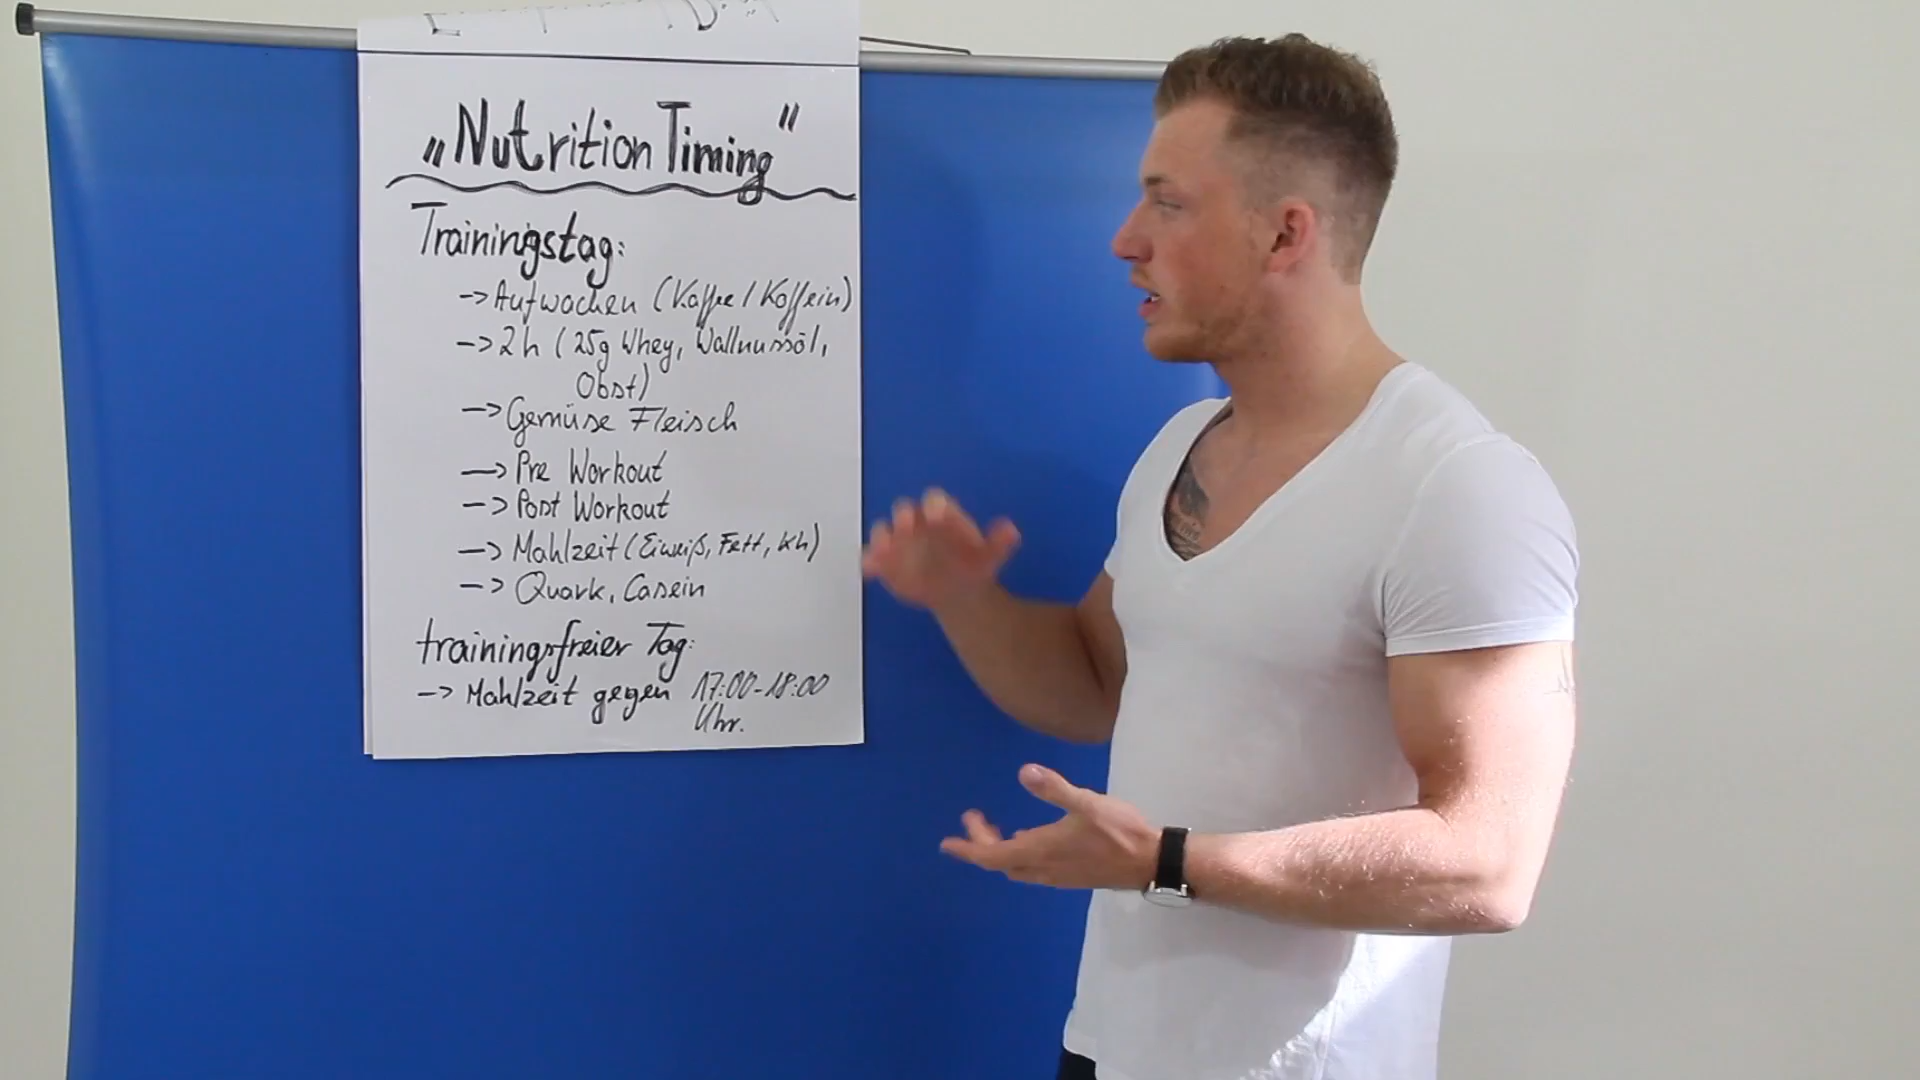 „Nutrition Timing“
Trainingstag:
-> Aufwachen (Kaffee / Koffein)
-> 2h (25g Whey, Wallnussöl,
Obst)
-> Gemüse Fleisch
-> Pre Workout
-> Post Workout
-> Mahlzeit (Eiweiß, Fett, Kh)
-> Quark, Casein
trainingsfreier Tag:
-> Mahlzeit gegen 17:00-18:00
Uhr.